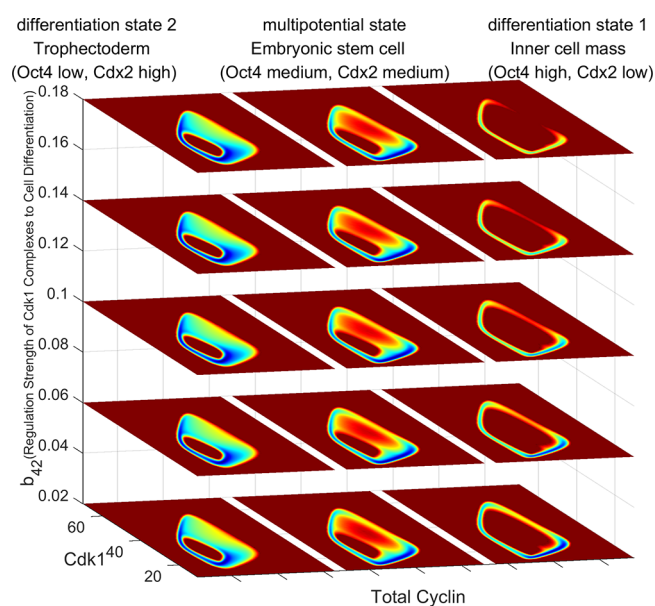 differentiation state 2
multipotential state
differentiation state 1
Trophectoderm
Embryonic stem cell
Inner cell mass
(Oct4 low, Cdx2 high)
(Oct4 medium, Cdx2 medium)
(Oct4 high, Cdx2 low)
0.18
0.16
0.14
0.12
0.1
0.08
0.06
0.04
0.02
b42(Regulation Strength of Cdk1 Complexes to Cell Differentiation)
60
40
20
Cdk1
Total Cyclin